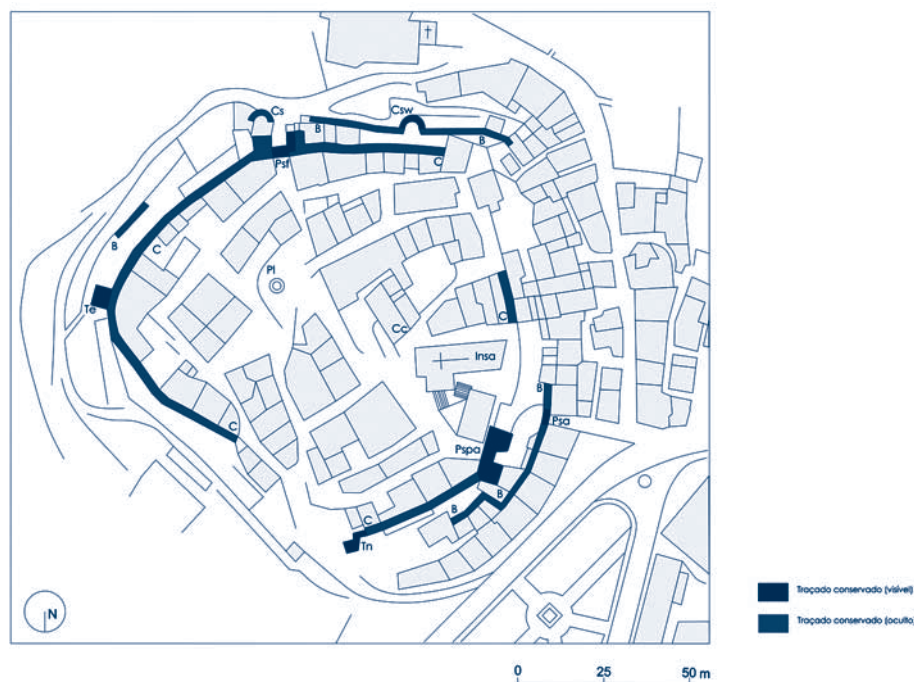 Cs
Csw
B
B
Psf
C
B
C
Pl
Te
C
Cc
Insa
B
Psa
C
Pspa
B
B
C
Tn
N
Traçado conservado (visível)
Traçado conservado (oculto)
0 25 50 m